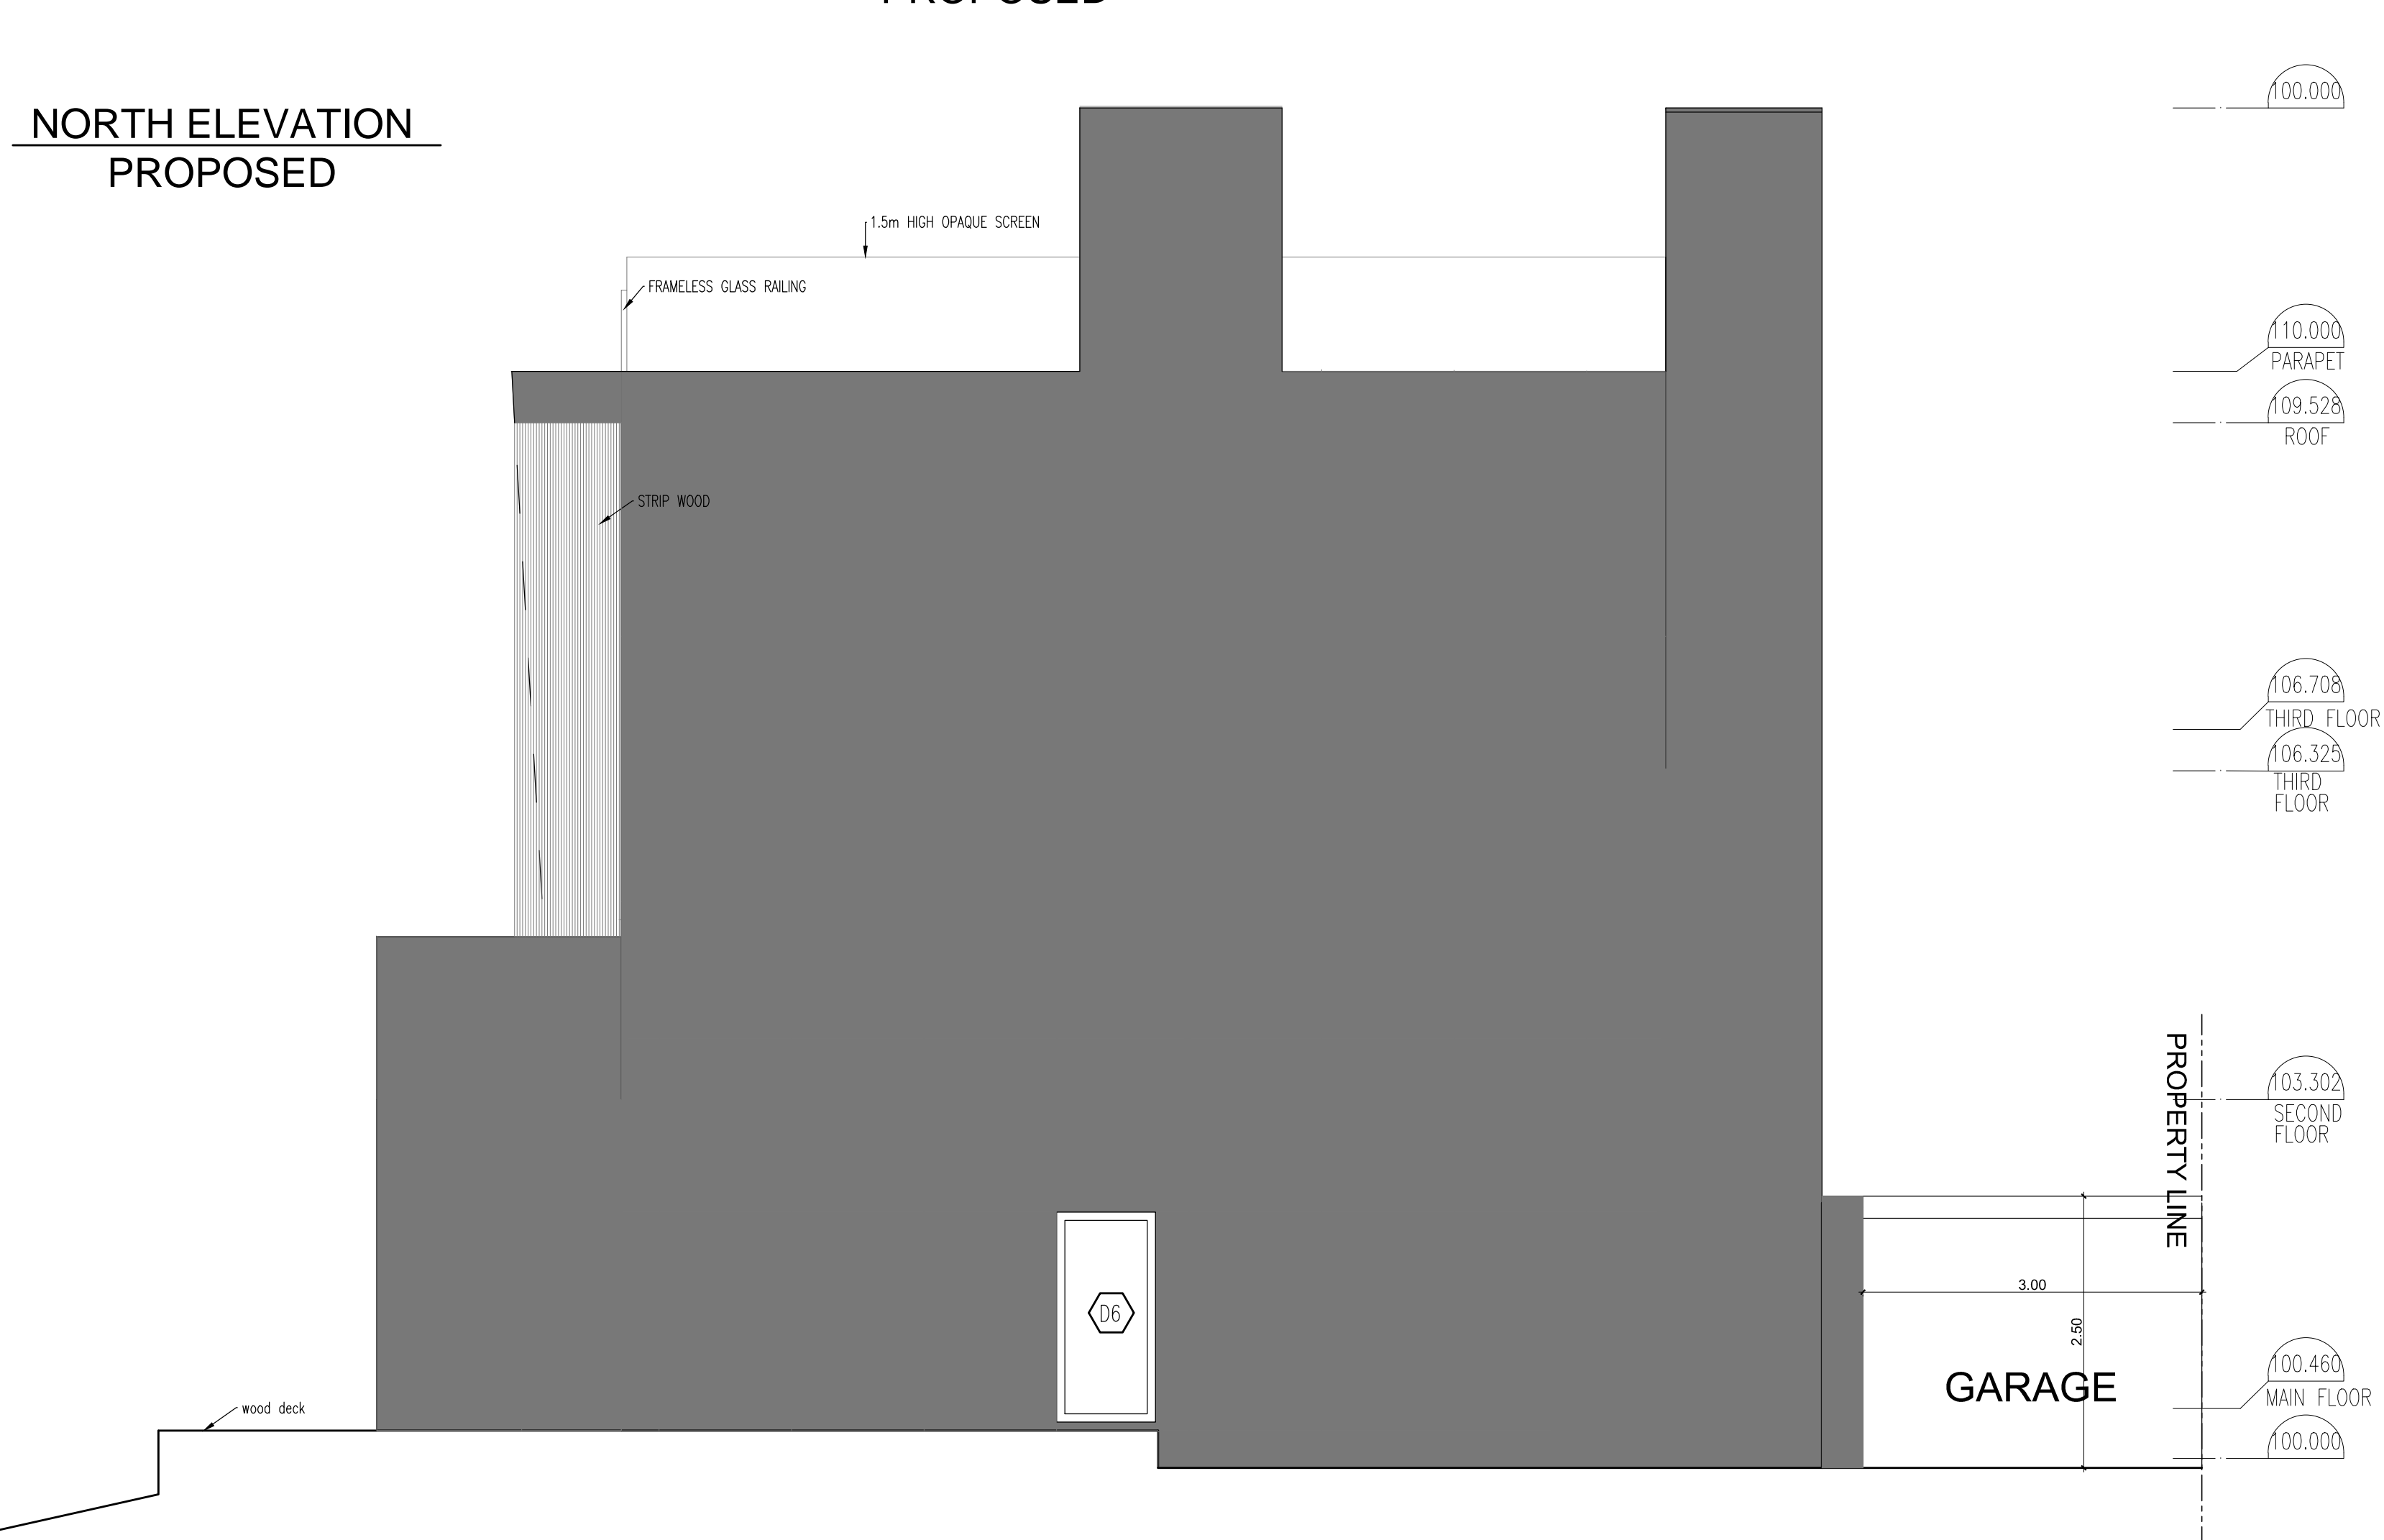 PROPOSED
NORTH ELEVATION
PROPOSED
100.000
1.5m HIGH OPAQUE SCREEN
FRAMELESS GLASS RAILING
110.000
PARAPET
109.528
ROOF
STRIP WOOD
106.708
THIRD FLOOR
106.325
THIRD
FLOOR
PROPERTY LINE
103.302
SECOND
FLOOR
3.00
D6
2.50
GARAGE
100.460
MAIN FLOOR
wood deck
100.000